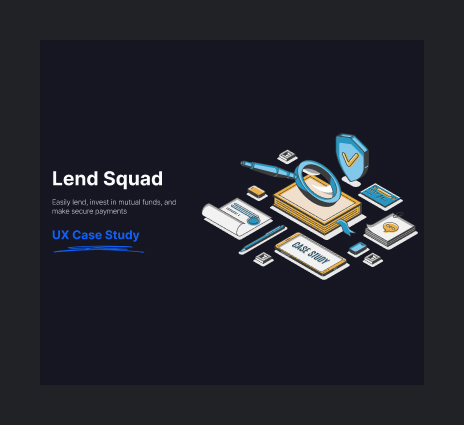 Lend Squad
Easily lend, invest in mutual funds, and
make secure payments
UX Case Study
CASE STUDY